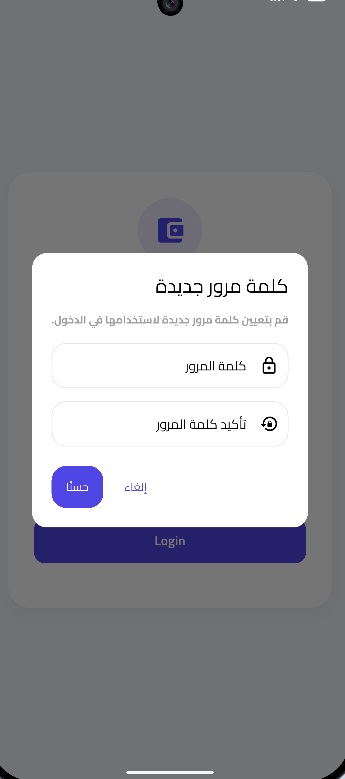 كلمة مرور جديدة
قم بتعيين كلمة مرور جديدة لاستخدامها في الدخول.
كلمة المرور
تأكيد كلمة المرور
إلغاء
حسنًا
Login